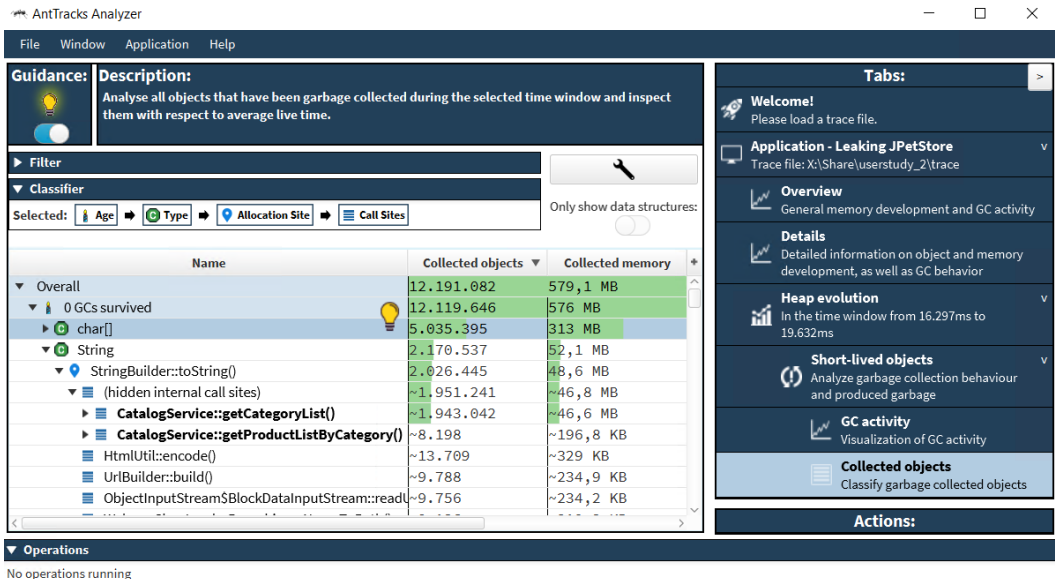 AntTracks Analyzer
File Window Application Help
Guidance:
Description:
Analyse all objects that have been garbage collected during the selected time window and inspect
them with respect to average live time.
Filter
Classifier
Selected: Age Type Allocation Site Call Sites
Only show data structures:
Name Collected objects Collected memory +
Overall 12.191.082 579,1 MB
0 GCs survived 12.119.646 576 MB
char[] 5.035.395 313 MB
String 2.170.537 52,1 MB
StringBuilder::toString() 2.026.445 48,6 MB
(hidden internal call sites) ~1.951.241 ~46,8 MB
CatalogService::getCategoryList() ~1.943.042 ~46,6 MB
CatalogService::getProductListByCategory() ~8.198 ~196,8 KB
HtmlUtil::encode() ~13.709 ~329 KB
UrlBuilder::build() ~9.788 ~234,9 KB
ObjectInputStream$BlockDataInputStream::readU ~9.756 ~234,2 KB
Tabs:
>
Welcome!
Please load a trace file.
Application - Leaking JPetStore v
Trace file: X:\Share\userstudy_2\trace
Overview
General memory development and GC activity
Details
Detailed information on object and memory
development, as well as GC behavior
Heap evolution v
In the time window from 16.297ms to
19.632ms
Short-lived objects v
Analyze garbage collection behaviour
and produced garbage
GC activity
Visualization of GC activity
Collected objects
Classify garbage collected objects
Actions:
Operations
No operations running